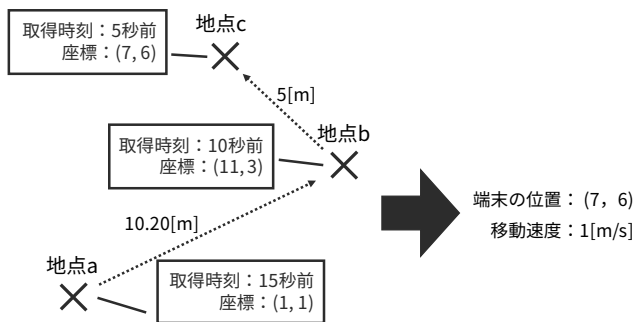 取得時刻：5秒前
座標：(7, 6)
地点c
5[m]
取得時刻：10秒前
座標：(11, 3)
地点b
端末の位置： (7，6)
移動速度：1[m/s]
10.20[m]
地点a
取得時刻：15秒前
座標：(1, 1)